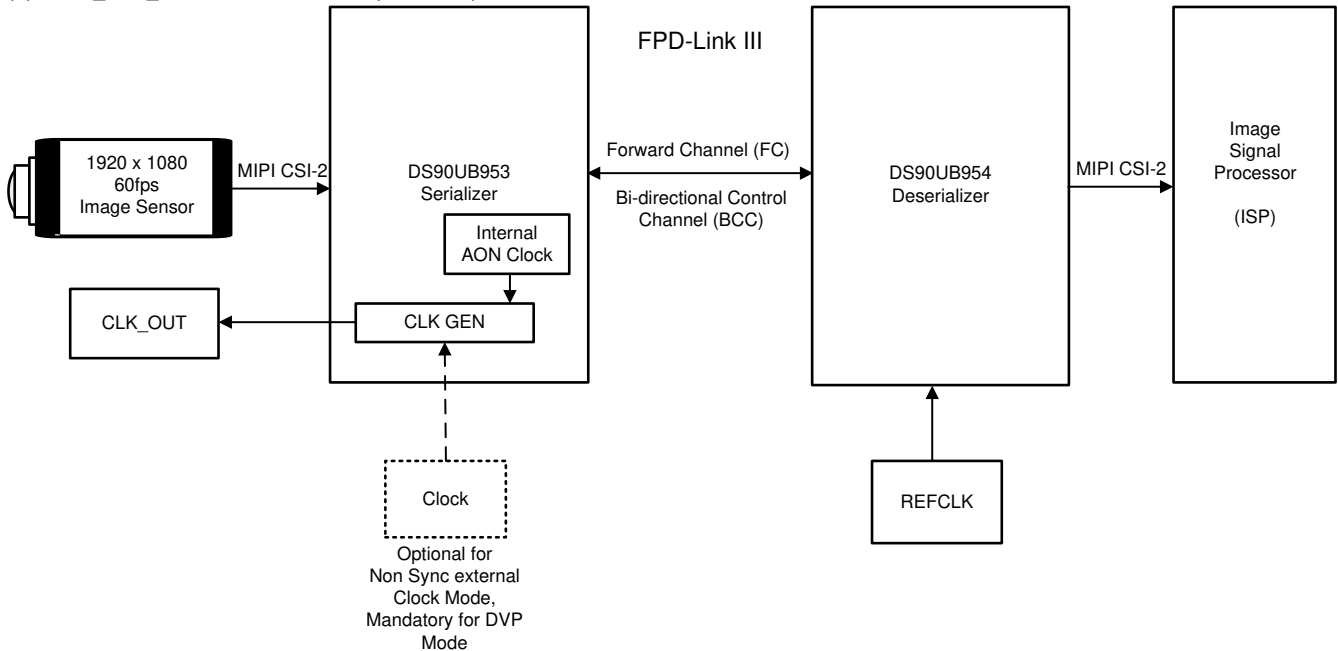 FPD-Link III
1920 x 1080
60fps
Image Sensor
MIPI CSI-2
DS90UB953
Serializer
Internal
AON Clock
CLK GEN
CLK_OUT
Clock
Optional for
Non Sync external
Clock Mode,
Mandatory for DVP
Mode
Forward Channel (FC)
Bi-directional Control
Channel (BCC)
DS90UB954
Deserializer
REFCLK
MIPI CSI-2
Image
Signal
Processor
(ISP)